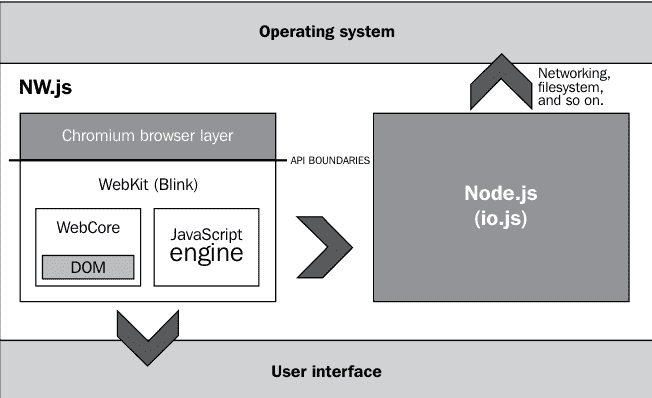 Operating system
NW.js
Networking,
filesystem,
and so on.
Chromium browser layer
API BOUNDARIES
WebKit (Blink)
WebCore
DOM
JavaScript
engine
Node.js
(io.js)
User interface